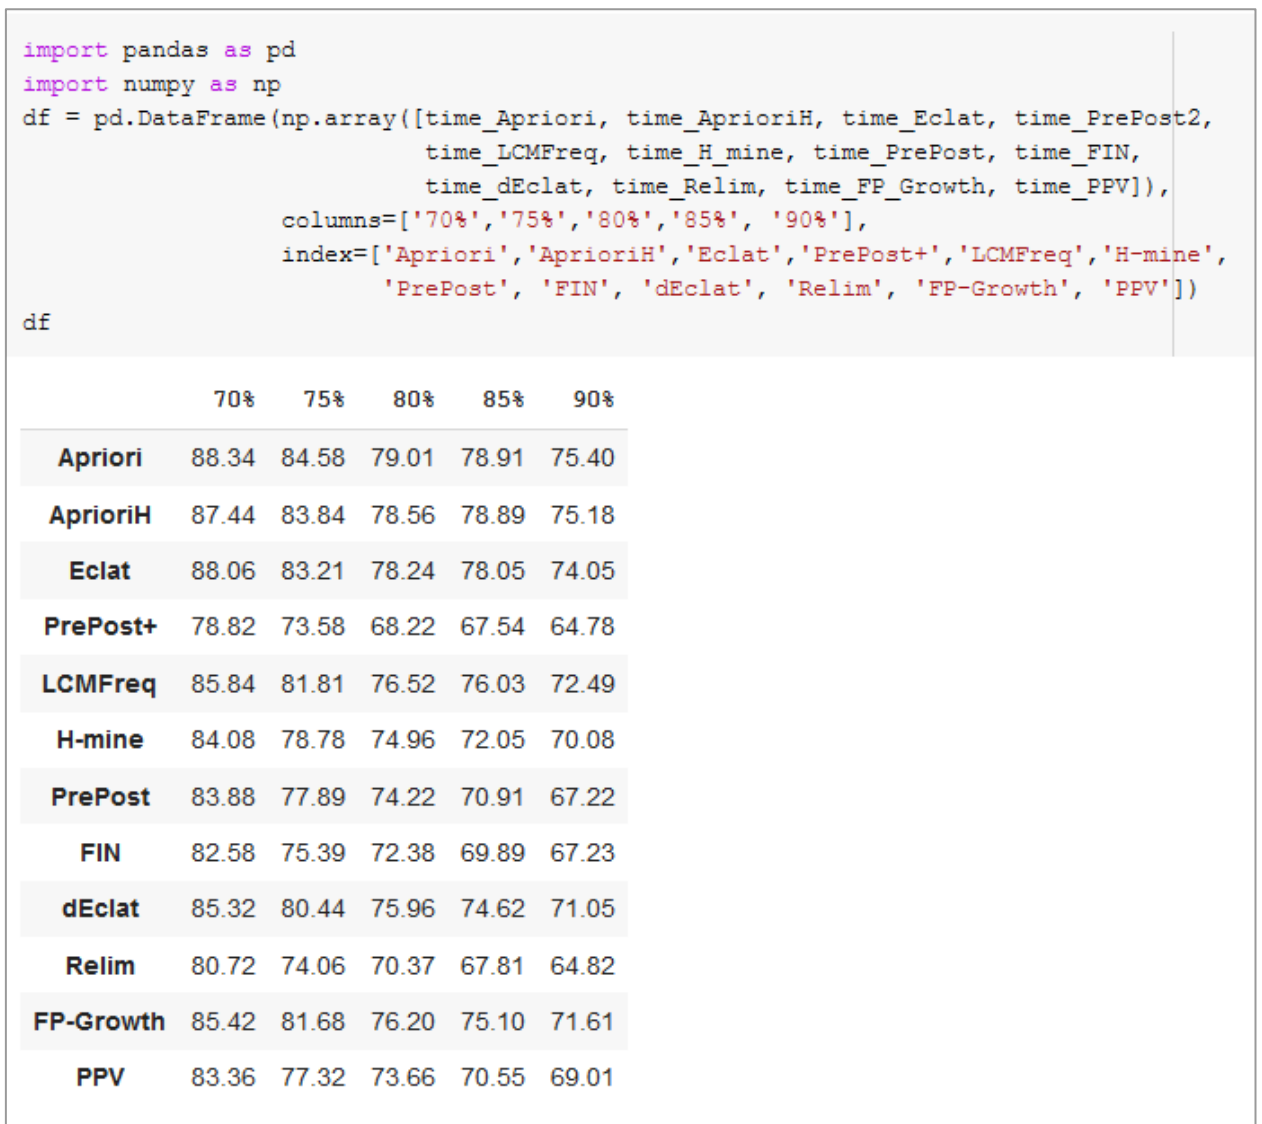 import pandas as pd
import numpy as np
df = pd.DataFrame(np.array([time_Apriori, time_AprioriH, time_Eclat, time_PrePost2,
time_LCMFreq, time_H_mine, time_PrePost, time_FIN,
time_dEclat, time_Relim, time_FP_Growth, time_PPV]),
columns=['70%','75%','80%','85%', '90%'],
index=['Apriori','AprioriH','Eclat','PrePost+','LCMFreq','H-mine',
'PrePost', 'FIN', 'dEclat', 'Relim', 'FP-Growth', 'PPV'])
df
70% 75% 80% 85% 90%
Apriori 88.34 84.58 79.01 78.91 75.40
AprioriH 87.44 83.84 78.56 78.89 75.18
Eclat 88.06 83.21 78.24 78.05 74.05
PrePost+ 78.82 73.58 68.22 67.54 64.78
LCMFreq 85.84 81.81 76.52 76.03 72.49
H-mine 84.08 78.78 74.96 72.05 70.08
PrePost 83.88 77.89 74.22 70.91 67.22
FIN 82.58 75.39 72.38 69.89 67.23
dEclat 85.32 80.44 75.96 74.62 71.05
Relim 80.72 74.06 70.37 67.81 64.82
FP-Growth 85.42 81.68 76.20 75.10 71.61
PPV 83.36 77.32 73.66 70.55 69.01